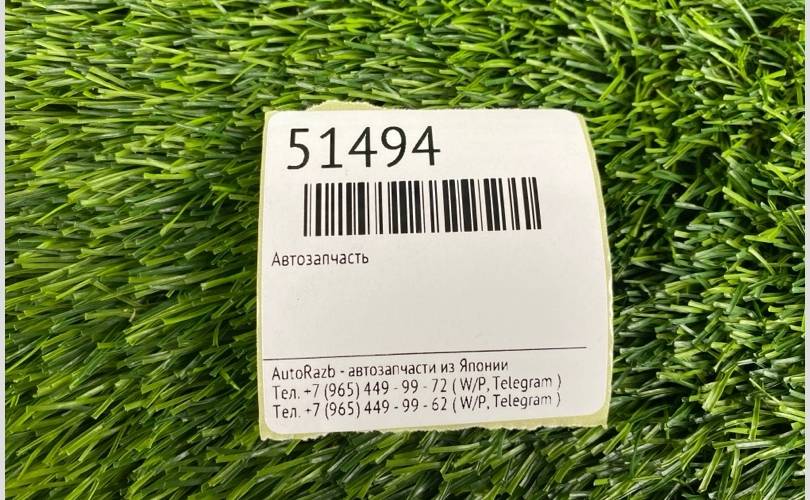 51494
Автозапчасть
AutoRazb - автозапчасти из Японии
Тел. +7 (965) 449 - 99 - 72 ( W/P, Telegram )
Тел. +7 (965) 449 - 99 - 62 ( W/P, Telegram )